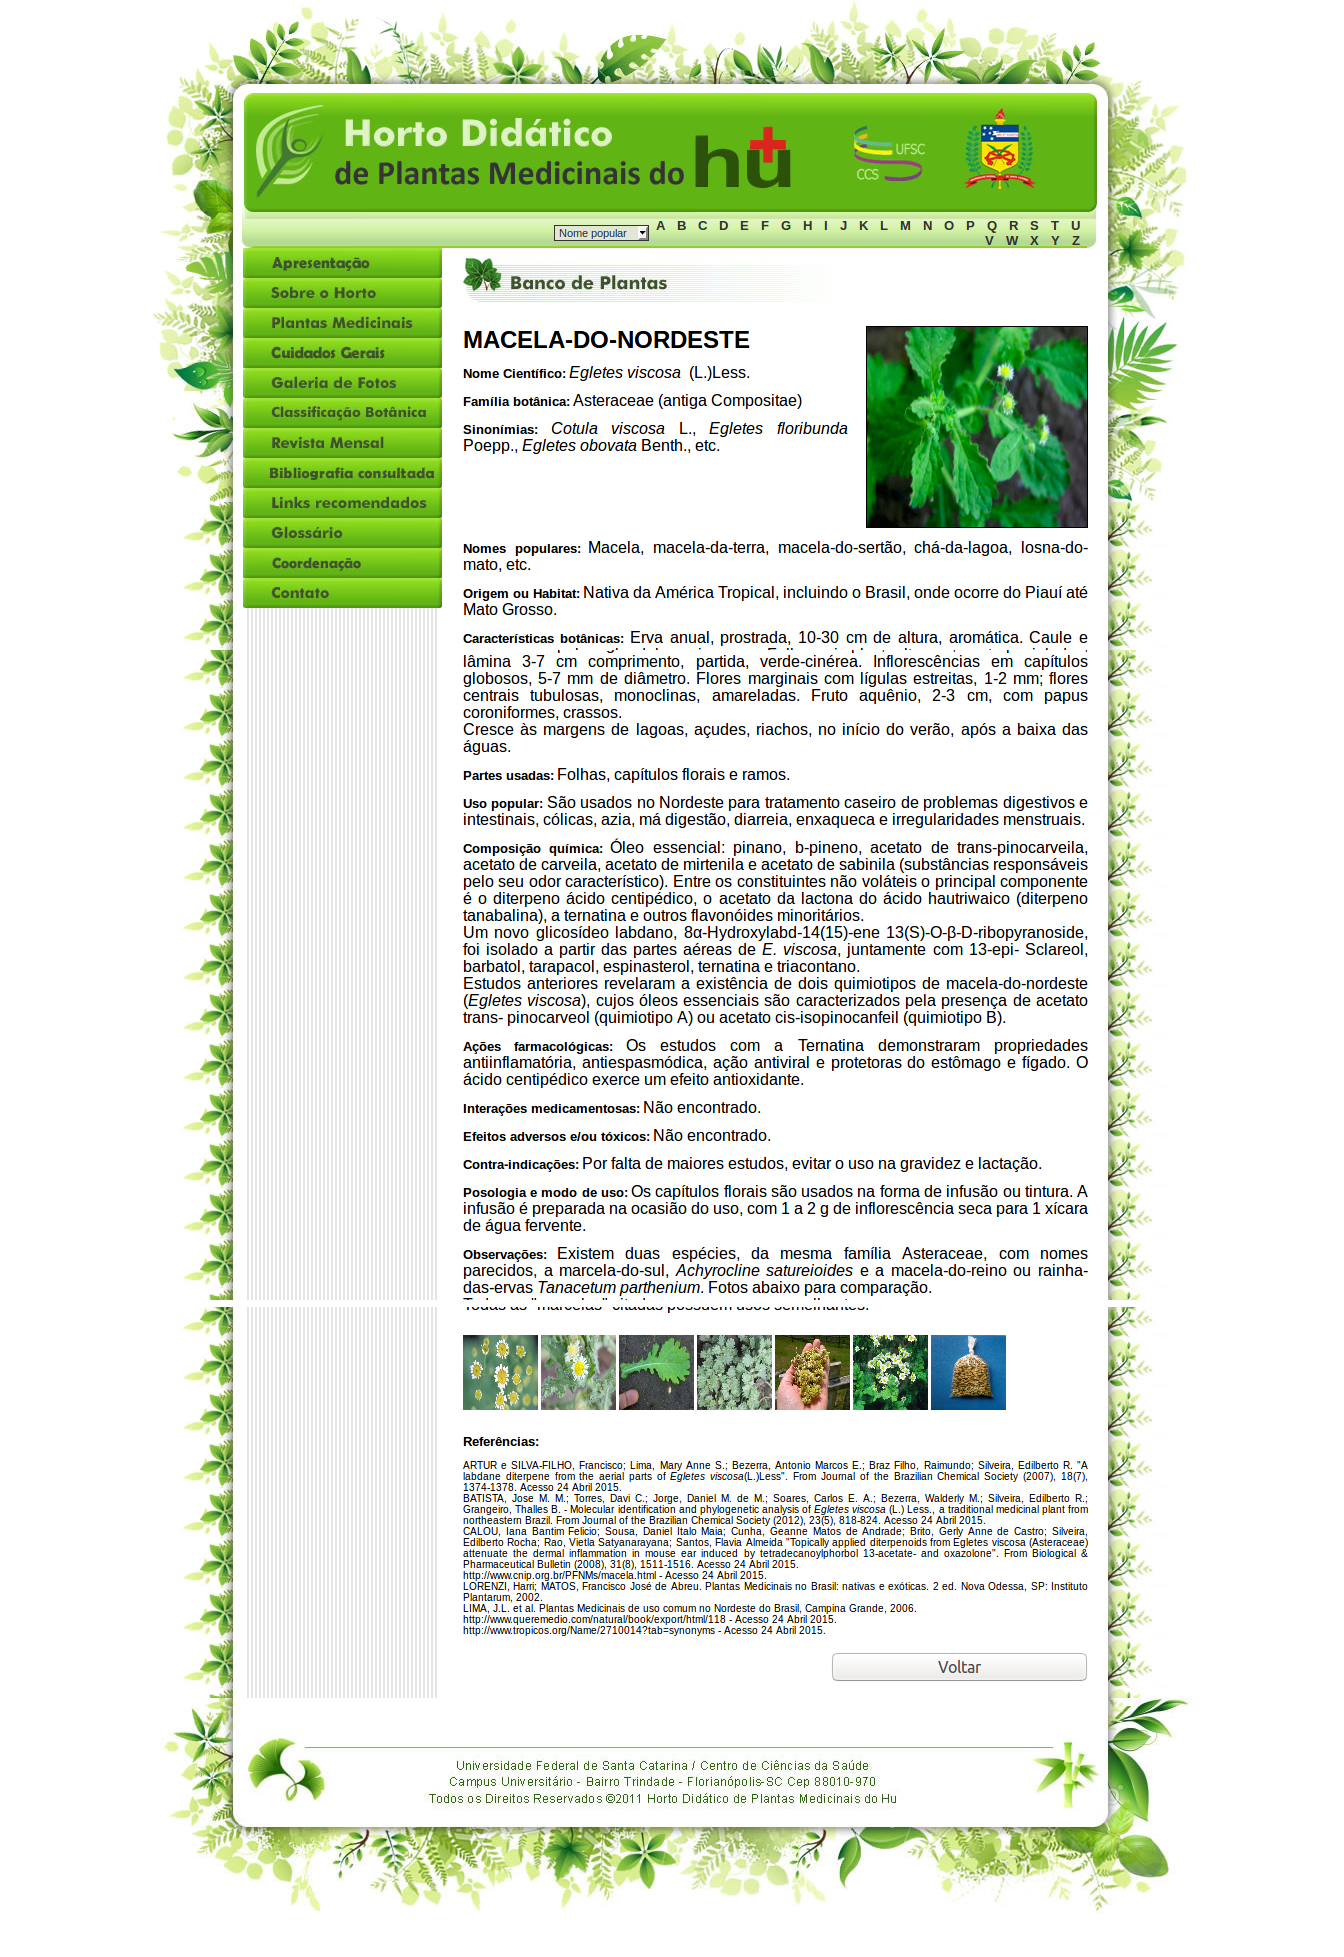 Horto Didático
de Plantas Medicinais do hu
UFSC
CCS
Nome popular
A B C D E F G H I J K L M N O P Q R S T U
V W X Y Z
Apresentação
Sobre o Horto
Plantas Medicinais
Cuidados Gerais
Galeria de Fotos
Classificação Botânica
Revista Mensal
Bibliografia consultada
Links recomendados
Glossário
Coordenação
Contato
Banco de Plantas
MACELA-DO-NORDESTE
Nome Científico: Egletes viscosa (L.)Less.
Família botânica: Asteraceae (antiga Compositae)
Sinonímias: Cotula viscosa L., Egletes floribunda
Poepp., Egletes obovata Benth., etc.
Nomes populares: Macela, macela-da-terra, macela-do-sertão, chá-da-lagoa, losna-do-
mato, etc.
Origem ou Habitat: Nativa da América Tropical, incluindo o Brasil, onde ocorre do Piauí até
Mato Grosso.
Características botânicas: Erva anual, prostrada, 10-30 cm de altura, aromática. Caule e
lâmina 3-7 cm comprimento, partida, verde-cinérea. Inflorescências em capítulos
globosos, 5-7 mm de diâmetro. Flores marginais com lígulas estreitas, 1-2 mm; flores
centrais tubulosas, monoclinas, amareladas. Fruto aquênio, 2-3 cm, com papus
coroniformes, crassos.
Cresce às margens de lagoas, açudes, riachos, no início do verão, após a baixa das
águas.
Partes usadas: Folhas, capítulos florais e ramos.
Uso popular: São usados no Nordeste para tratamento caseiro de problemas digestivos e
intestinais, cólicas, azia, má digestão, diarreia, enxaqueca e irregularidades menstruais.
Composição química: Óleo essencial: pinano, b-pineno, acetato de trans-pinocarveila,
acetato de carveila, acetato de mirtenila e acetato de sabinila (substâncias responsáveis
pelo seu odor característico). Entre os constituintes não voláteis o principal componente
é o diterpeno ácido centipédico, o acetato da lactona do ácido hautriwaico (diterpeno
tanabalina), a ternatina e outros flavonóides minoritários.
Um novo glicosídeo labdano, 8α-Hydroxylabd-14(15)-ene 13(S)-O-β-D-ribopyranoside,
foi isolado a partir das partes aéreas de E. viscosa, juntamente com 13-epi- Sclareol,
barbatol, tarapacol, espinasterol, ternatina e triacontano.
Estudos anteriores revelaram a existência de dois quimiotipos de macela-do-nordeste
(Egletes viscosa), cujos óleos essenciais são caracterizados pela presença de acetato
trans- pinocarveol (quimiotipo A) ou acetato cis-isopinocanfeil (quimiotipo B).
Ações farmacológicas: Os estudos com a Ternatina demonstraram propriedades
antiinflamatória, antiespasmódica, ação antiviral e protetoras do estômago e fígado. O
ácido centipédico exerce um efeito antioxidante.
Interações medicamentosas: Não encontrado.
Efeitos adversos e/ou tóxicos: Não encontrado.
Contra-indicações: Por falta de maiores estudos, evitar o uso na gravidez e lactação.
Posologia e modo de uso: Os capítulos florais são usados na forma de infusão ou tintura. A
infusão é preparada na ocasião do uso, com 1 a 2 g de inflorescência seca para 1 xícara
de água fervente.
Observações: Existem duas espécies, da mesma família Asteraceae, com nomes
parecidos, a marcela-do-sul, Achyrocline satureioides e a macela-do-reino ou rainha-
das-ervas Tanacetum parthenium. Fotos abaixo para comparação.
Todas as "marcelas" citadas possuem usos semelhantes.
Referências:
ARTUR e SILVA-FILHO, Francisco; Lima, Mary Anne S.; Bezerra, Antonio Marcos E.; Braz Filho, Raimundo; Silveira, Edilberto R. "A
labdane diterpene from the aerial parts of Egletes viscosa(L.)Less". From Journal of the Brazilian Chemical Society (2007), 18(7),
1374-1378. Acesso 24 Abril 2015.
BATISTA, Jose M. M.; Torres, Davi C.; Jorge, Daniel M. de M.; Soares, Carlos E. A.; Bezerra, Walderly M.; Silveira, Edilberto R.;
Grangeiro, Thalles B. - Molecular identification and phylogenetic analysis of Egletes viscosa (L.) Less., a traditional medicinal plant from
northeastern Brazil. From Journal of the Brazilian Chemical Society (2012), 23(5), 818-824. Acesso 24 Abril 2015.
CALOU, Iana Bantim Felicio; Sousa, Daniel Italo Maia; Cunha, Geanne Matos de Andrade; Brito, Gerly Anne de Castro; Silveira,
Edilberto Rocha; Rao, Vietla Satyanarayana; Santos, Flavia Almeida "Topically applied diterpenoids from Egletes viscosa (Asteraceae)
attenuate the dermal inflammation in mouse ear induced by tetradecanoylphorbol 13-acetate- and oxazolone". From Biological &
Pharmaceutical Bulletin (2008), 31(8), 1511-1516. Acesso 24 Abril 2015.
http://www.cnip.org.br/PFNMs/macela.html - Acesso 24 Abril 2015.
LORENZI, Harri; MATOS, Francisco José de Abreu. Plantas Medicinais no Brasil: nativas e exóticas. 2 ed. Nova Odessa, SP: Instituto
Plantarum, 2002.
LIMA, J.L. et al. Plantas Medicinais de uso comum no Nordeste do Brasil, Campina Grande, 2006.
http://www.queremedio.com/natural/book/export/html/118 - Acesso 24 Abril 2015.
http://www.tropicos.org/Name/2710014?tab=synonyms - Acesso 24 Abril 2015.
Voltar
Universidade Federal de Santa Catarina / Centro de Ciências da Saúde
Campus Universitário - Bairro Trindade - Florianópolis-SC Cep 88010-970
Todos os Direitos Reservados ©2011 Horto Didático de Plantas Medicinais do Hu